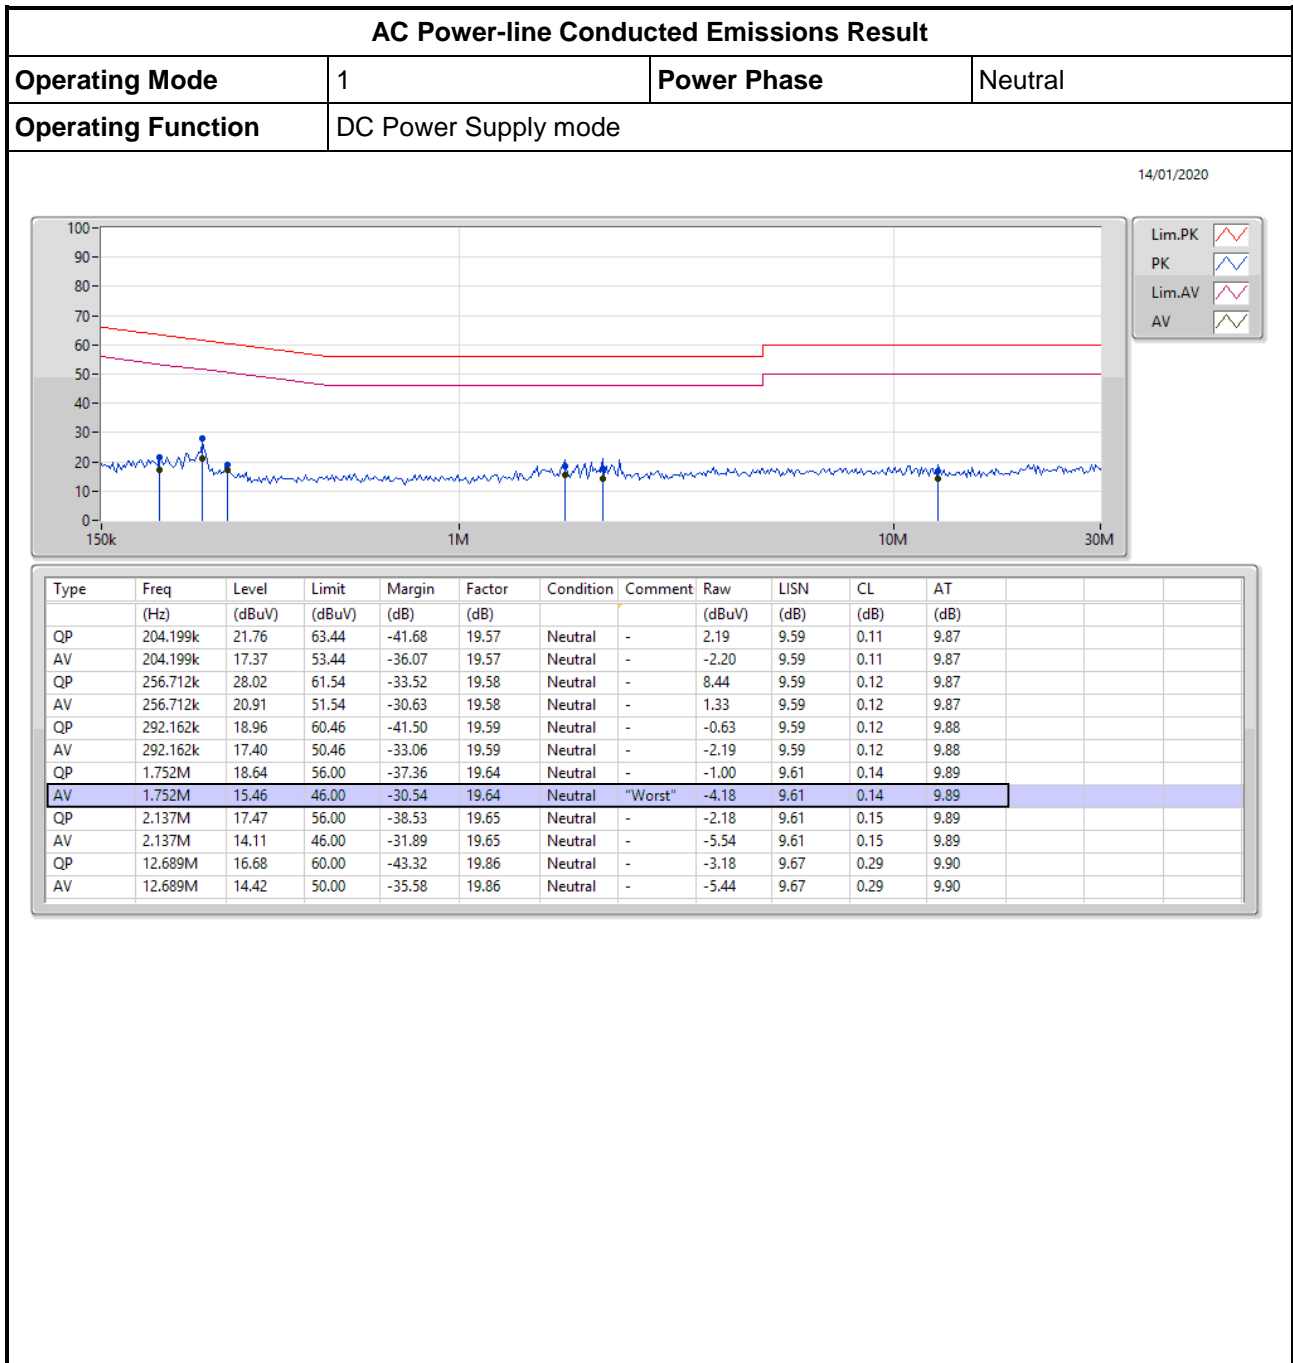 AC Power-line Conducted Emissions Result
Operating Mode 1 Power Phase Neutral
Operating Function DC Power Supply mode
14/01/2020
100
90
80
70
60
50
40
30
20
10
0
150k 1M 10M 30M
Lim.PK
PK
Lim.AV
AV
Type Freq Level Limit Margin Factor Condition Comment Raw LISN CL AT
(Hz) (dBuV) (dBuV) (dB) (dB) (dBuV) (dB) (dB) (dB)
QP 204.199k 21.76 63.44 -41.68 19.57 Neutral - 2.19 9.59 0.11 9.87
AV 204.199k 17.37 53.44 -36.07 19.57 Neutral - -2.20 9.59 0.11 9.87
QP 256.712k 28.02 61.54 -33.52 19.58 Neutral - 8.44 9.59 0.12 9.87
AV 256.712k 20.91 51.54 -30.63 19.58 Neutral - 1.33 9.59 0.12 9.87
QP 292.162k 18.96 60.46 -41.50 19.59 Neutral - -0.63 9.59 0.12 9.88
AV 292.162k 17.40 50.46 -33.06 19.59 Neutral - -2.19 9.59 0.12 9.88
QP 1.752M 18.64 56.00 -37.36 19.64 Neutral - -1.00 9.61 0.14 9.89
AV 1.752M 15.46 46.00 -30.54 19.64 Neutral "Worst" -4.18 9.61 0.14 9.89
QP 2.137M 17.47 56.00 -38.53 19.65 Neutral - -2.18 9.61 0.15 9.89
AV 2.137M 14.11 46.00 -31.89 19.65 Neutral - -5.54 9.61 0.15 9.89
QP 12.689M 16.68 60.00 -43.32 19.86 Neutral - -3.18 9.67 0.29 9.90
AV 12.689M 14.42 50.00 -35.58 19.86 Neutral - -5.44 9.67 0.29 9.90